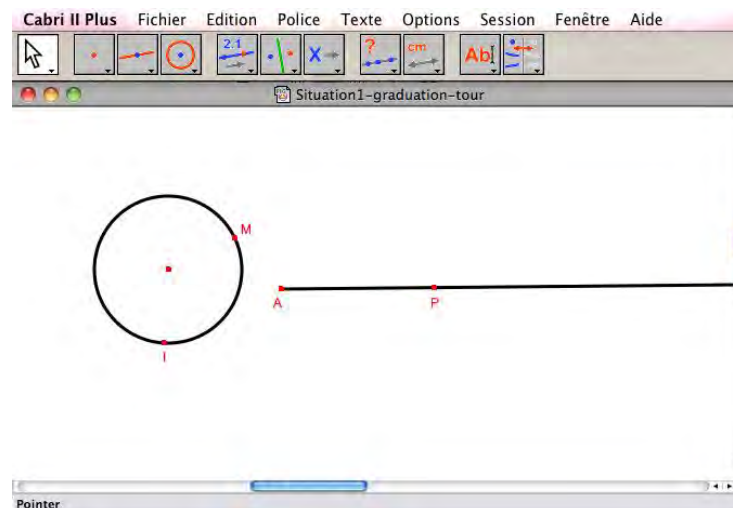 Cabri II Plus Fichier Edition Police Texte Options Session Fenêtre Aide
2.1 X ? cm Ab
Situation1-graduation-tour
M
A P
I
Pointer